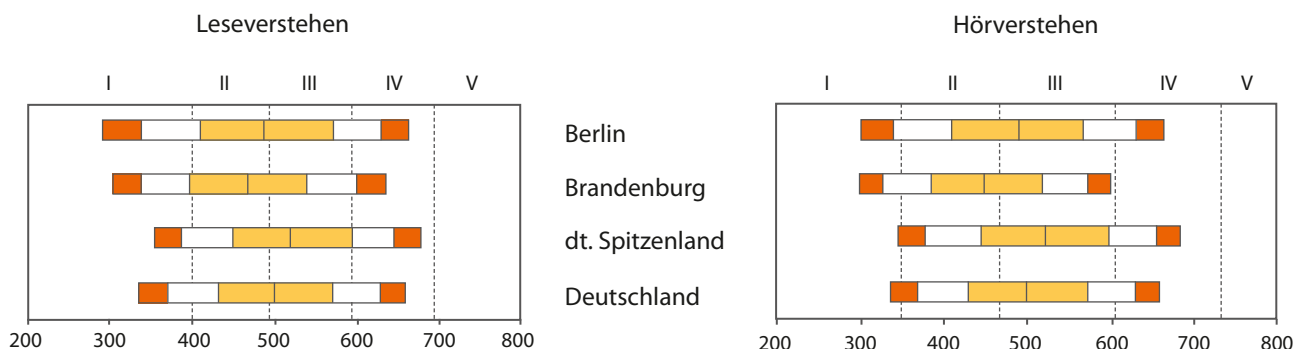 Leseverstehen
Hörverstehen
I II III IV V
I II III IV V
Berlin
Brandenburg
dt. Spitzenland
Deutschland
200 300 400 500 600 700 800
200 300 400 500 600 700 800